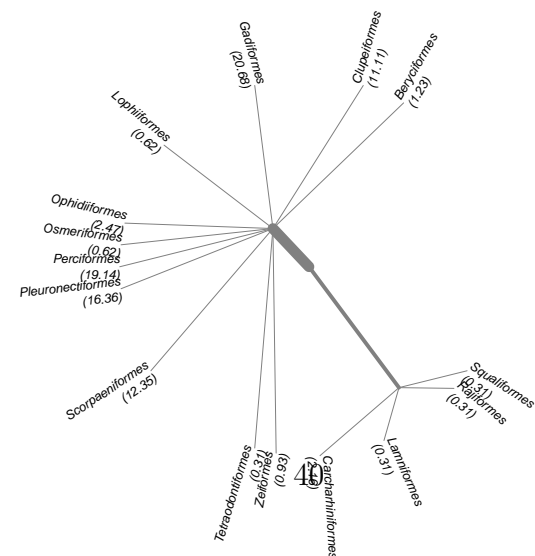 Gadiformes
(20.68)
Clupeiformes
(11.11)
Beryciformes
(1.23)
Lophiiformes
(0.62)
Ophidiiformes
(2.47)
Osmeriformes
(0.62)
Perciformes
(19.14)
Pleuronectiformes
(16.36)
Scorpaeniformes
(12.35)
Tetraodontiformes
(0.31)
Zeiformes
(0.93)
Carcharhiniformes
40
Lamniformes
(0.31)
Squaliformes
(0.31)
Rajiformes
(0.31)